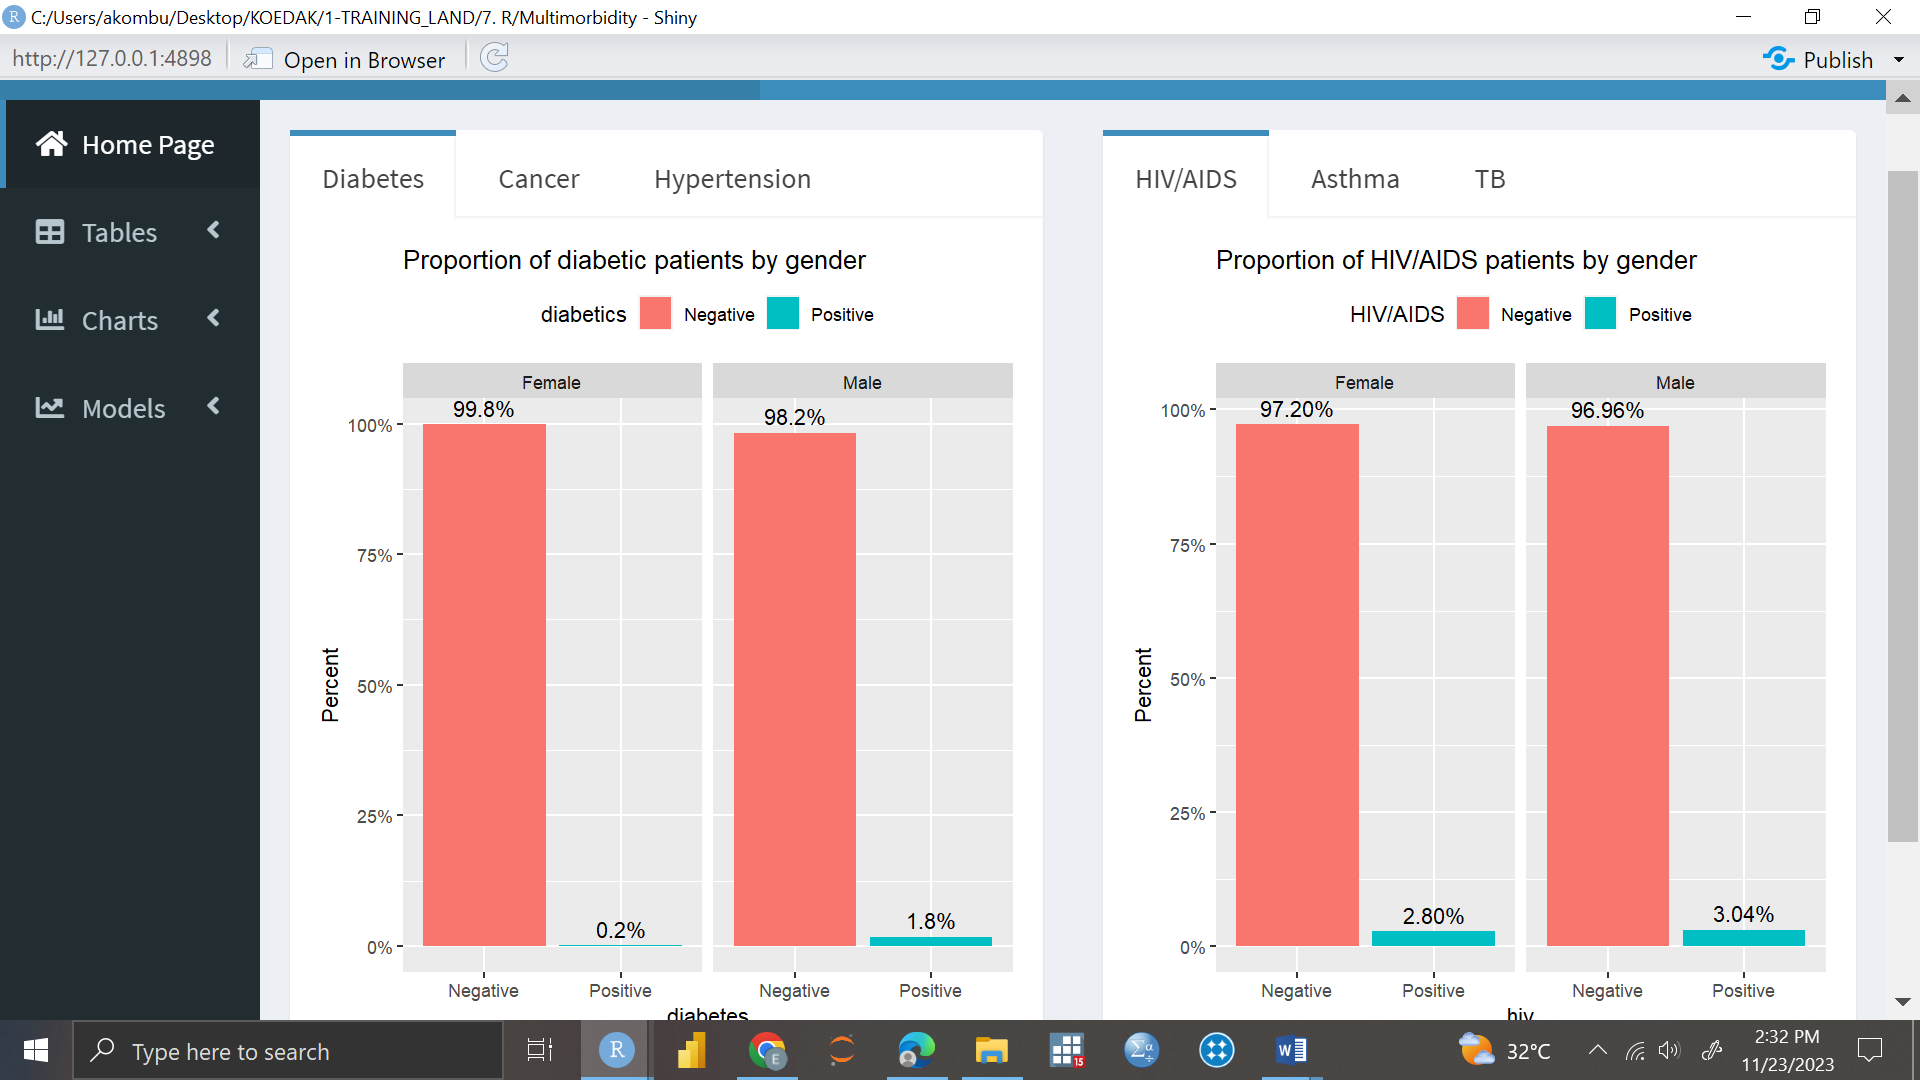 C:/Users/akombu/Desktop/KOEDAK/1-TRAINING_LAND/7. R/Multimorbidity - Shiny
http://127.0.0.1:4898
Open in Browser
Publish
Home Page
Tables
Charts
Models
Diabetes
Cancer
Hypertension
Proportion of diabetic patients by gender
diabetics Negative Positive
Female Male
99.8% 98.2%
100%
75%
50%
25%
0%
Percent
0.2% 1.8%
Negative Positive Negative Positive
diabetes
HIV/AIDS
Asthma
TB
Proportion of HIV/AIDS patients by gender
HIV/AIDS Negative Positive
Female Male
97.20% 96.96%
100%
75%
50%
25%
0%
Percent
2.80% 3.04%
Negative Positive Negative Positive
hiv
Type here to search
R
E
15
Σα
W
32°C
2:32 PM
11/23/2023